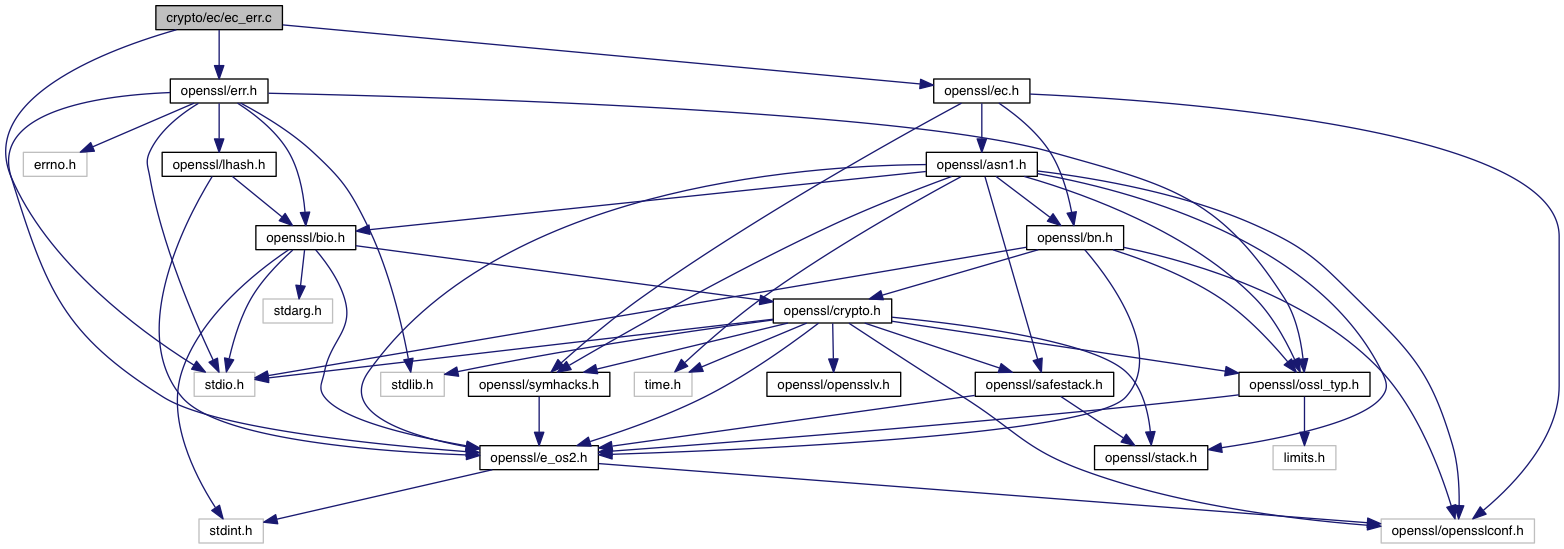 crypto/ec/ec_err.c
openssl/err.h
openssl/ec.h
errno.h
openssl/lhash.h
openssl/asn1.h
openssl/bio.h
openssl/bn.h
stdarg.h
openssl/crypto.h
stdio.h
stdlib.h
openssl/symhacks.h
time.h
openssl/opensslv.h
openssl/safestack.h
openssl/ossl_typ.h
openssl/e_os2.h
openssl/stack.h
limits.h
stdint.h
openssl/opensslconf.h